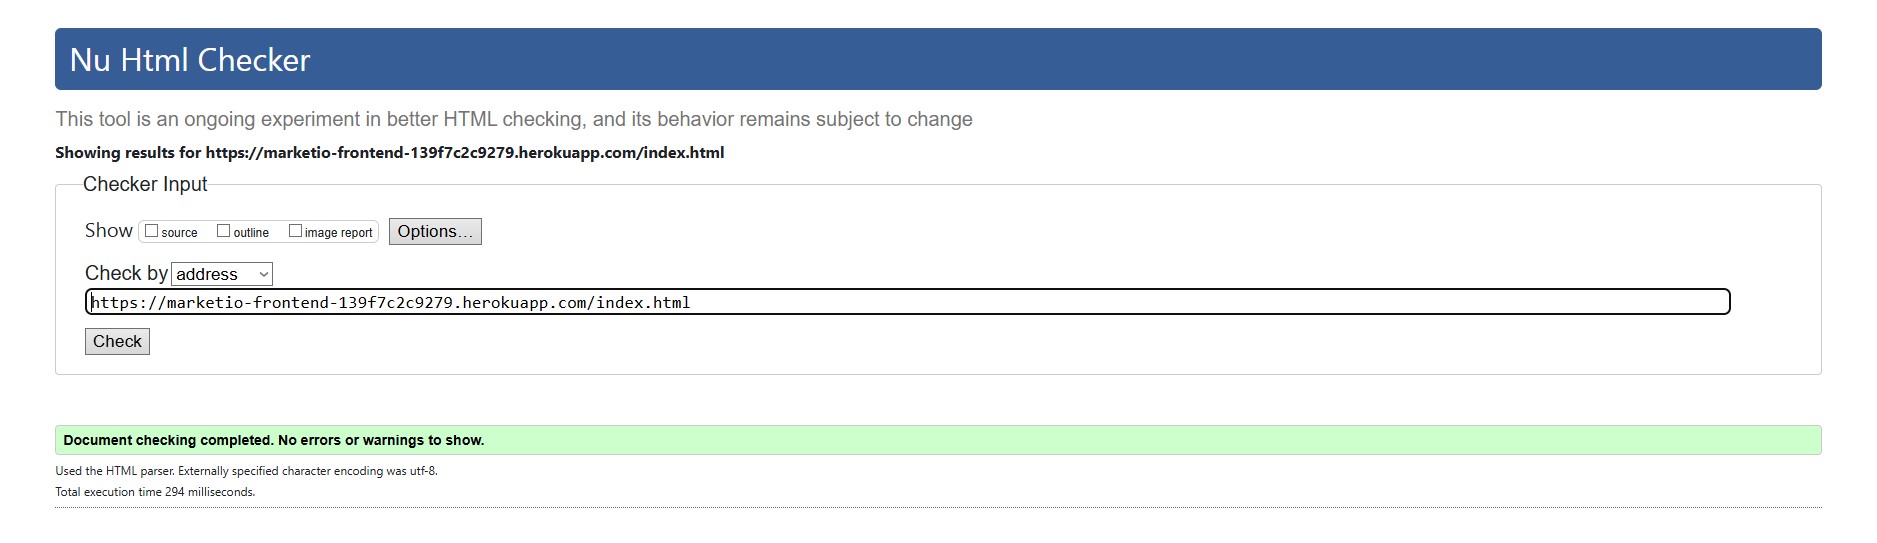 Nu Html Checker
This tool is an ongoing experiment in better HTML checking, and its behavior remains subject to change
Showing results for https://marketio-frontend-139f7c2c9279.herokuapp.com/index.html
Checker Input
Show source outline image report Options...
Check by address
https://marketio-frontend-139f7c2c9279.herokuapp.com/index.html
Check
Document checking completed. No errors or warnings to show.
Used the HTML parser. Externally specified character encoding was utf-8.
Total execution time 294 milliseconds.